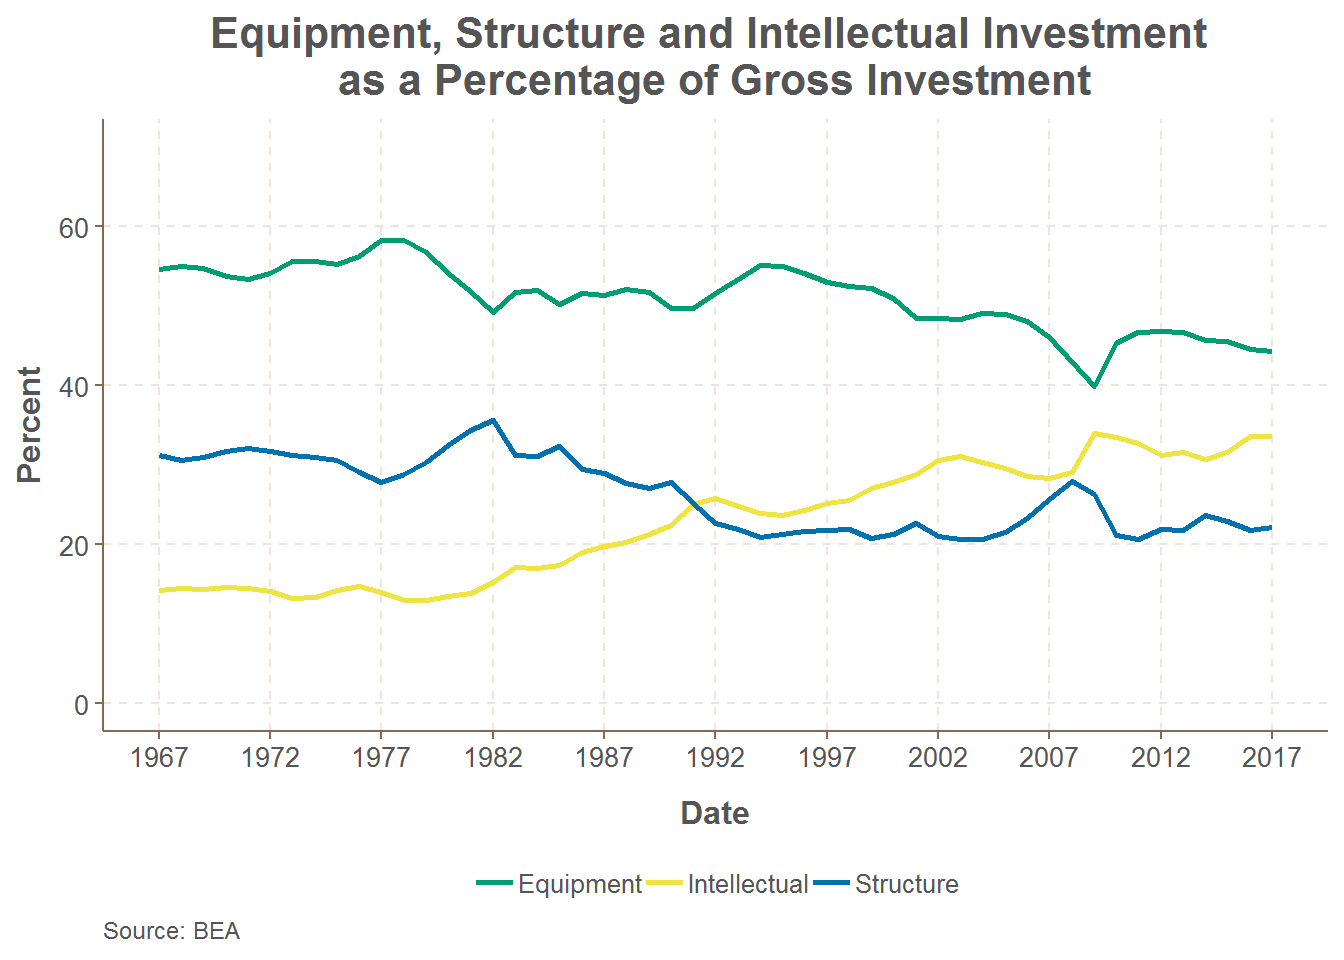 Equipment, Structure and Intellectual Investment
as a Percentage of Gross Investment
Percent
60
40
20
0
1967 1972 1977 1982 1987 1992 1997 2002 2007 2012 2017
Date
Equipment Intellectual Structure
Source: BEA